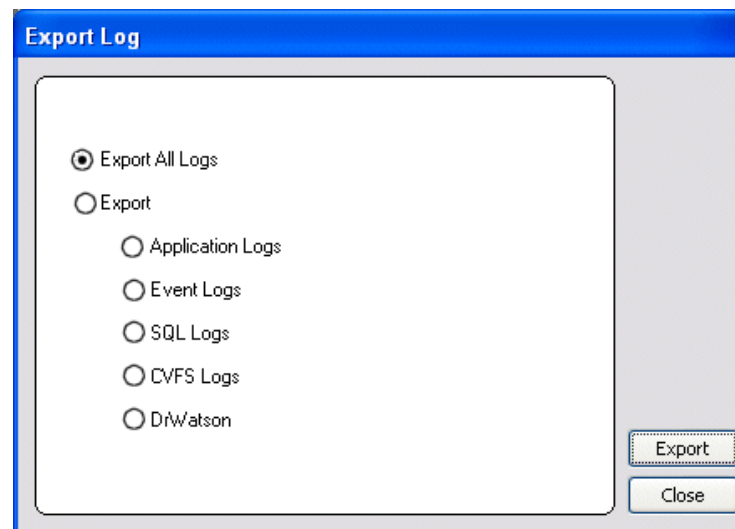 Export Log
Export All Logs
Export
Application Logs
Event Logs
SQL Logs
CVFS Logs
DrWatson
Export
Close